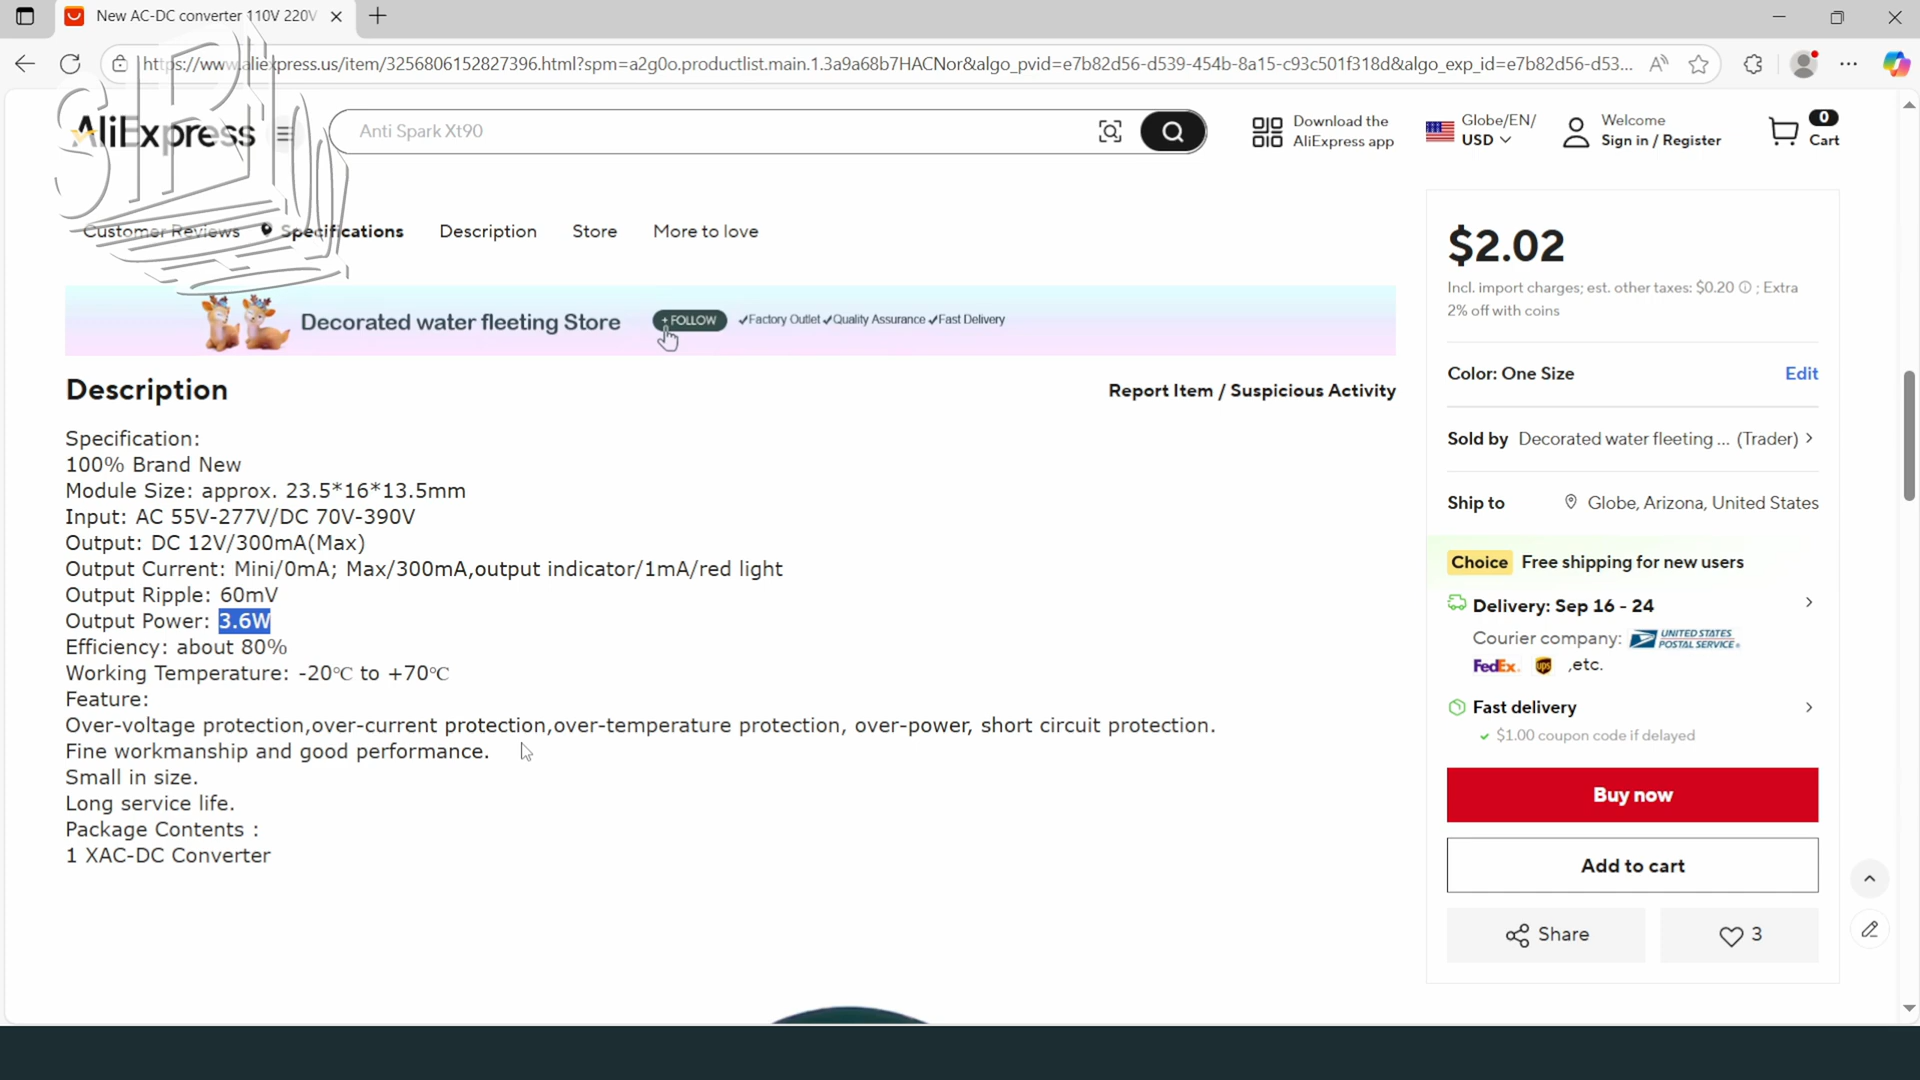 New AC-DC converter 110V 220V
https://www.aliexpress.us/item/3256806152827396.html?spm=a2g0o.productlist.main.1.3a9a68b7HACNor&algo_pvid=e7b82d56-d539-454b-8a15-c93c501f318d&algo_exp_id=e7b82d56-d53...
AliExpress
Anti Spark Xt90
Download the
AliExpress app
Globe/EN/
USD
Welcome
Sign in / Register
0
Cart
Customer Reviews
Specifications
Description
Store
More to love
Decorated water fleeting Store
+ FOLLOW
✓Factory Outlet ✓Quality Assurance ✓Fast Delivery
Description
Report Item / Suspicious Activity
Specification:
100% Brand New
Module Size: approx. 23.5*16*13.5mm
Input: AC 55V-277V/DC 70V-390V
Output: DC 12V/300mA(Max)
Output Current: Mini/0mA; Max/300mA,output indicator/1mA/red light
Output Ripple: 60mV
Output Power: 3.6W
Efficiency: about 80%
Working Temperature: -20℃ to +70℃
Feature:
Over-voltage protection,over-current protection,over-temperature protection, over-power, short circuit protection.
Fine workmanship and good performance.
Small in size.
Long service life.
Package Contents :
1 XAC-DC Converter
$2.02
Incl. import charges; est. other taxes: $0.20 ; Extra
2% off with coins
Color: One Size
Edit
Sold by Decorated water fleeting ... (Trader)
Ship to
Globe, Arizona, United States
Choice Free shipping for new users
Delivery: Sep 16 - 24
Courier company: UNITED STATES
POSTAL SERVICE
FedEx. ups ,etc.
Fast delivery
$1.00 coupon code if delayed
Buy now
Add to cart
Share
3